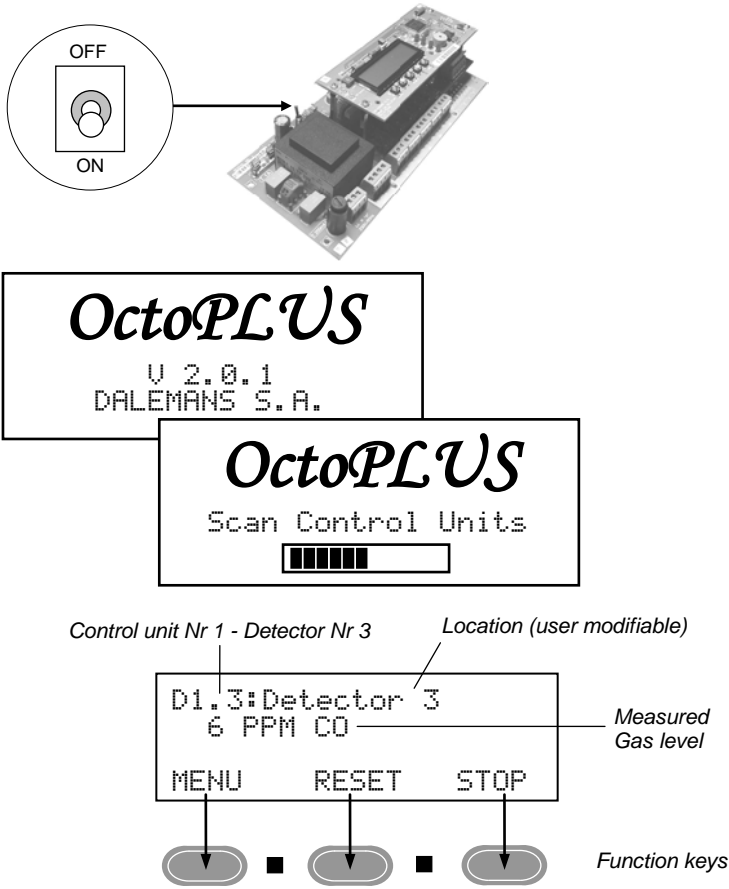 OFF
ON
OctoPLUS
V 2.0.1
DALEMANS S.A.
OctoPLUS
Scan Control Units
Control unit Nr 1 - Detector Nr 3
Location (user modifiable)
D1.3:Detector 3
6 PPM CO
Measured
Gas level
MENU RESET STOP
Function keys